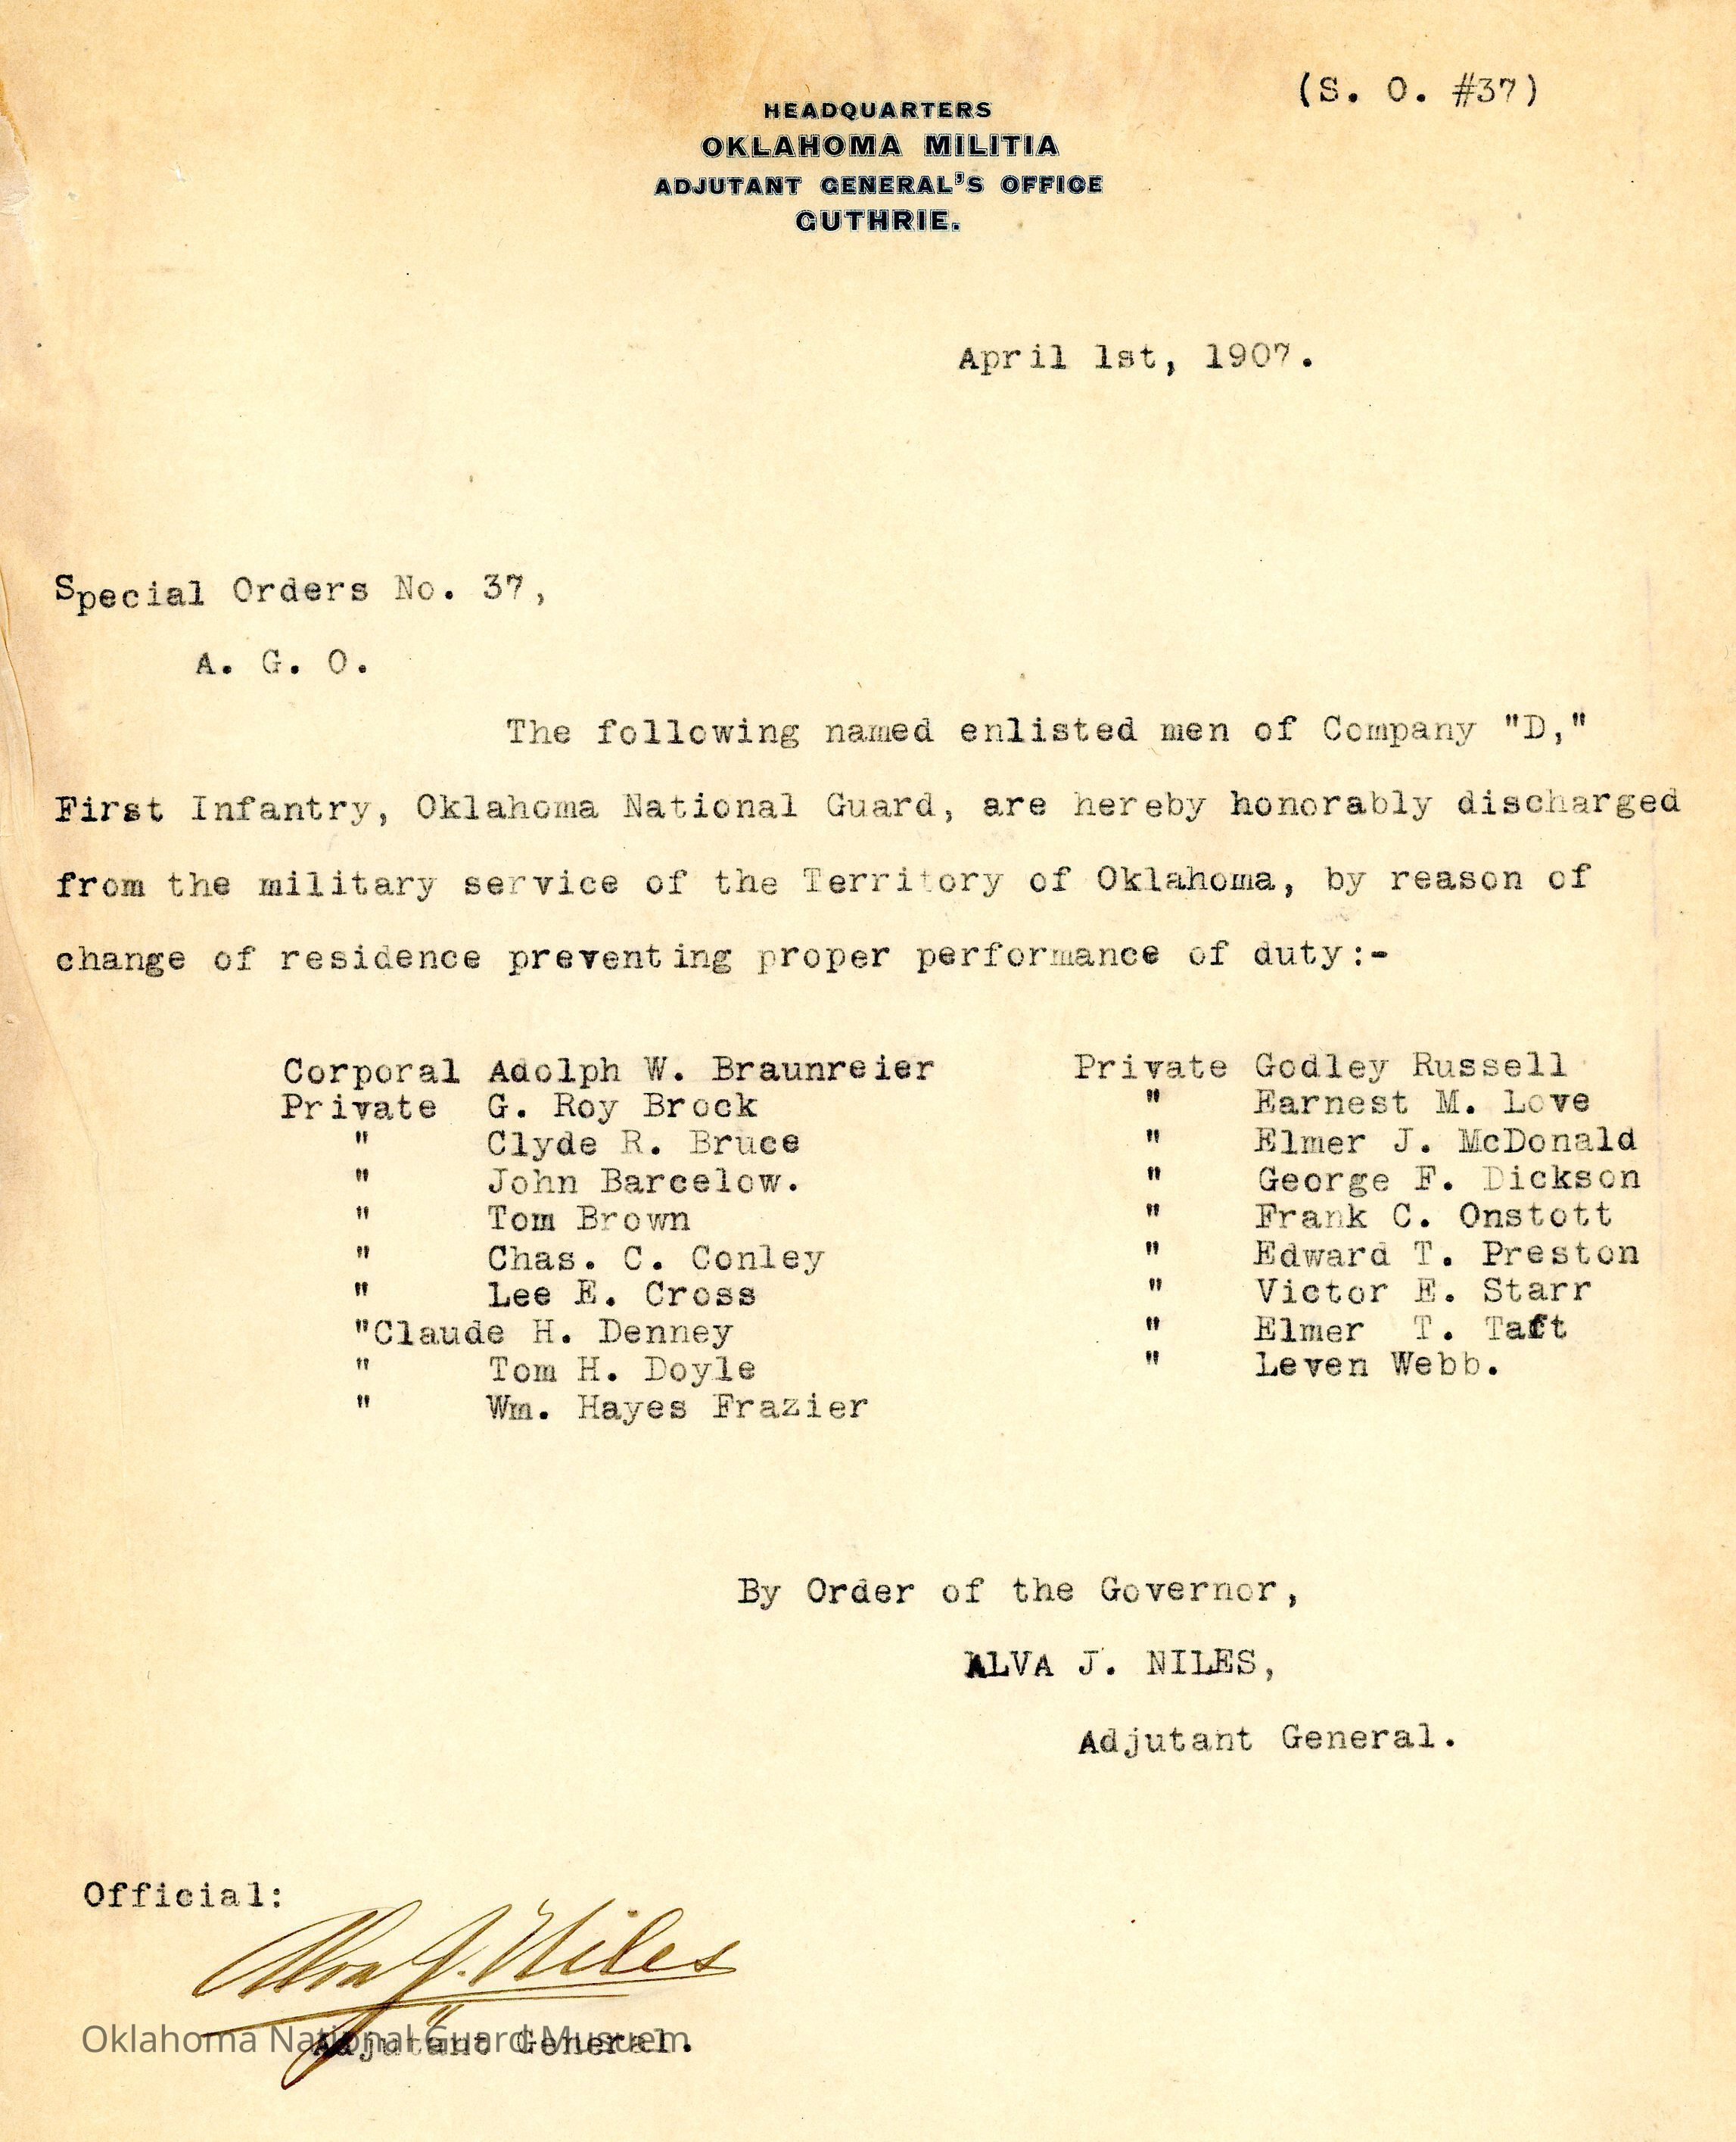 (S. O. #37)
HEADQUARTERS
OKLAHOMA MILITIA
ADJUTANT GENERAL'S OFFICE
GUTHRIE.
April 1st, 1907.
Special Orders No. 37,
A. G. O.
The following named enlisted men of Company "D,"
First Infantry, Oklahoma National Guard, are hereby honorably discharged
from the military service of the Territory of Oklahoma, by reason of
change of residence preventing proper performance of duty:-
Corporal Adolph W. Braunreier
Private G. Roy Brock
" Clyde R. Bruce
" John Barcelow.
" Tom Brown
" Chas. C. Conley
" Lee E. Cross
"Claude H. Denney
" Tom H. Doyle
" Wm. Hayes Frazier
Private Godley Russell
" Earnest M. Love
" Elmer J. McDonald
" George F. Dickson
" Frank C. Onstott
" Edward T. Preston
" Victor E. Starr
" Elmer T. Taft
" Leven Webb.
By Order of the Governor,
ALVA J. NILES,
Adjutant General.
Official:
Alva J. Niles
Adjutant General.
Oklahoma National Guard Musuem